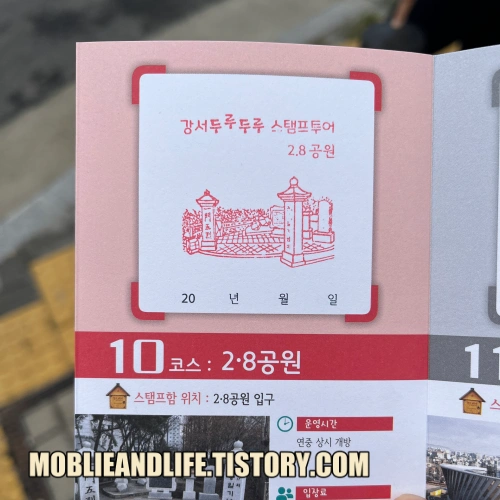 강서두루두루 스탬프투어
2.8 공원
20 년 월 일
10 코스 : 2·8공원
11
스탬프함 위치 : 2·8공원 입구
운영시간
연중 상시 개방
입장료
MOBLIEANDLIFE.TISTORY.COM